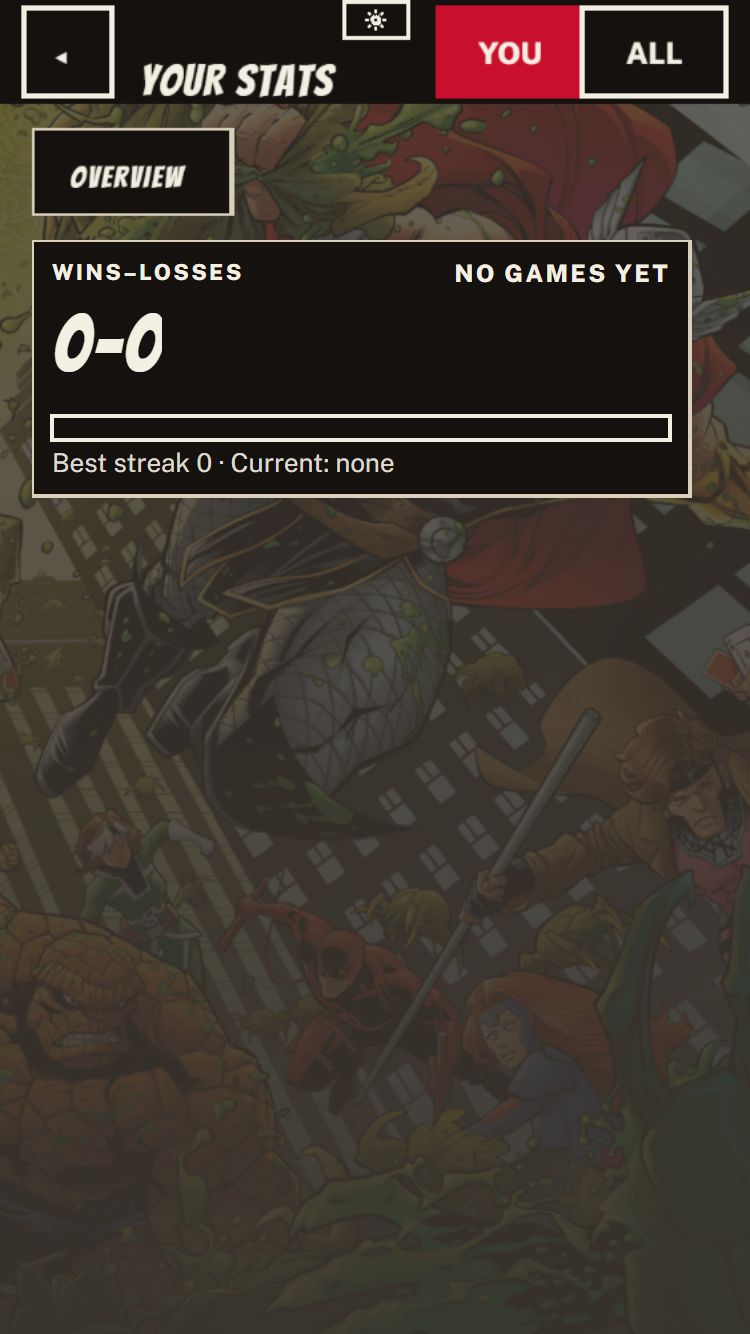 ◂
YOUR STATS
YOU
ALL
OVERVIEW
WINS–LOSSES
NO GAMES YET
0–0
Best streak 0 · Current: none